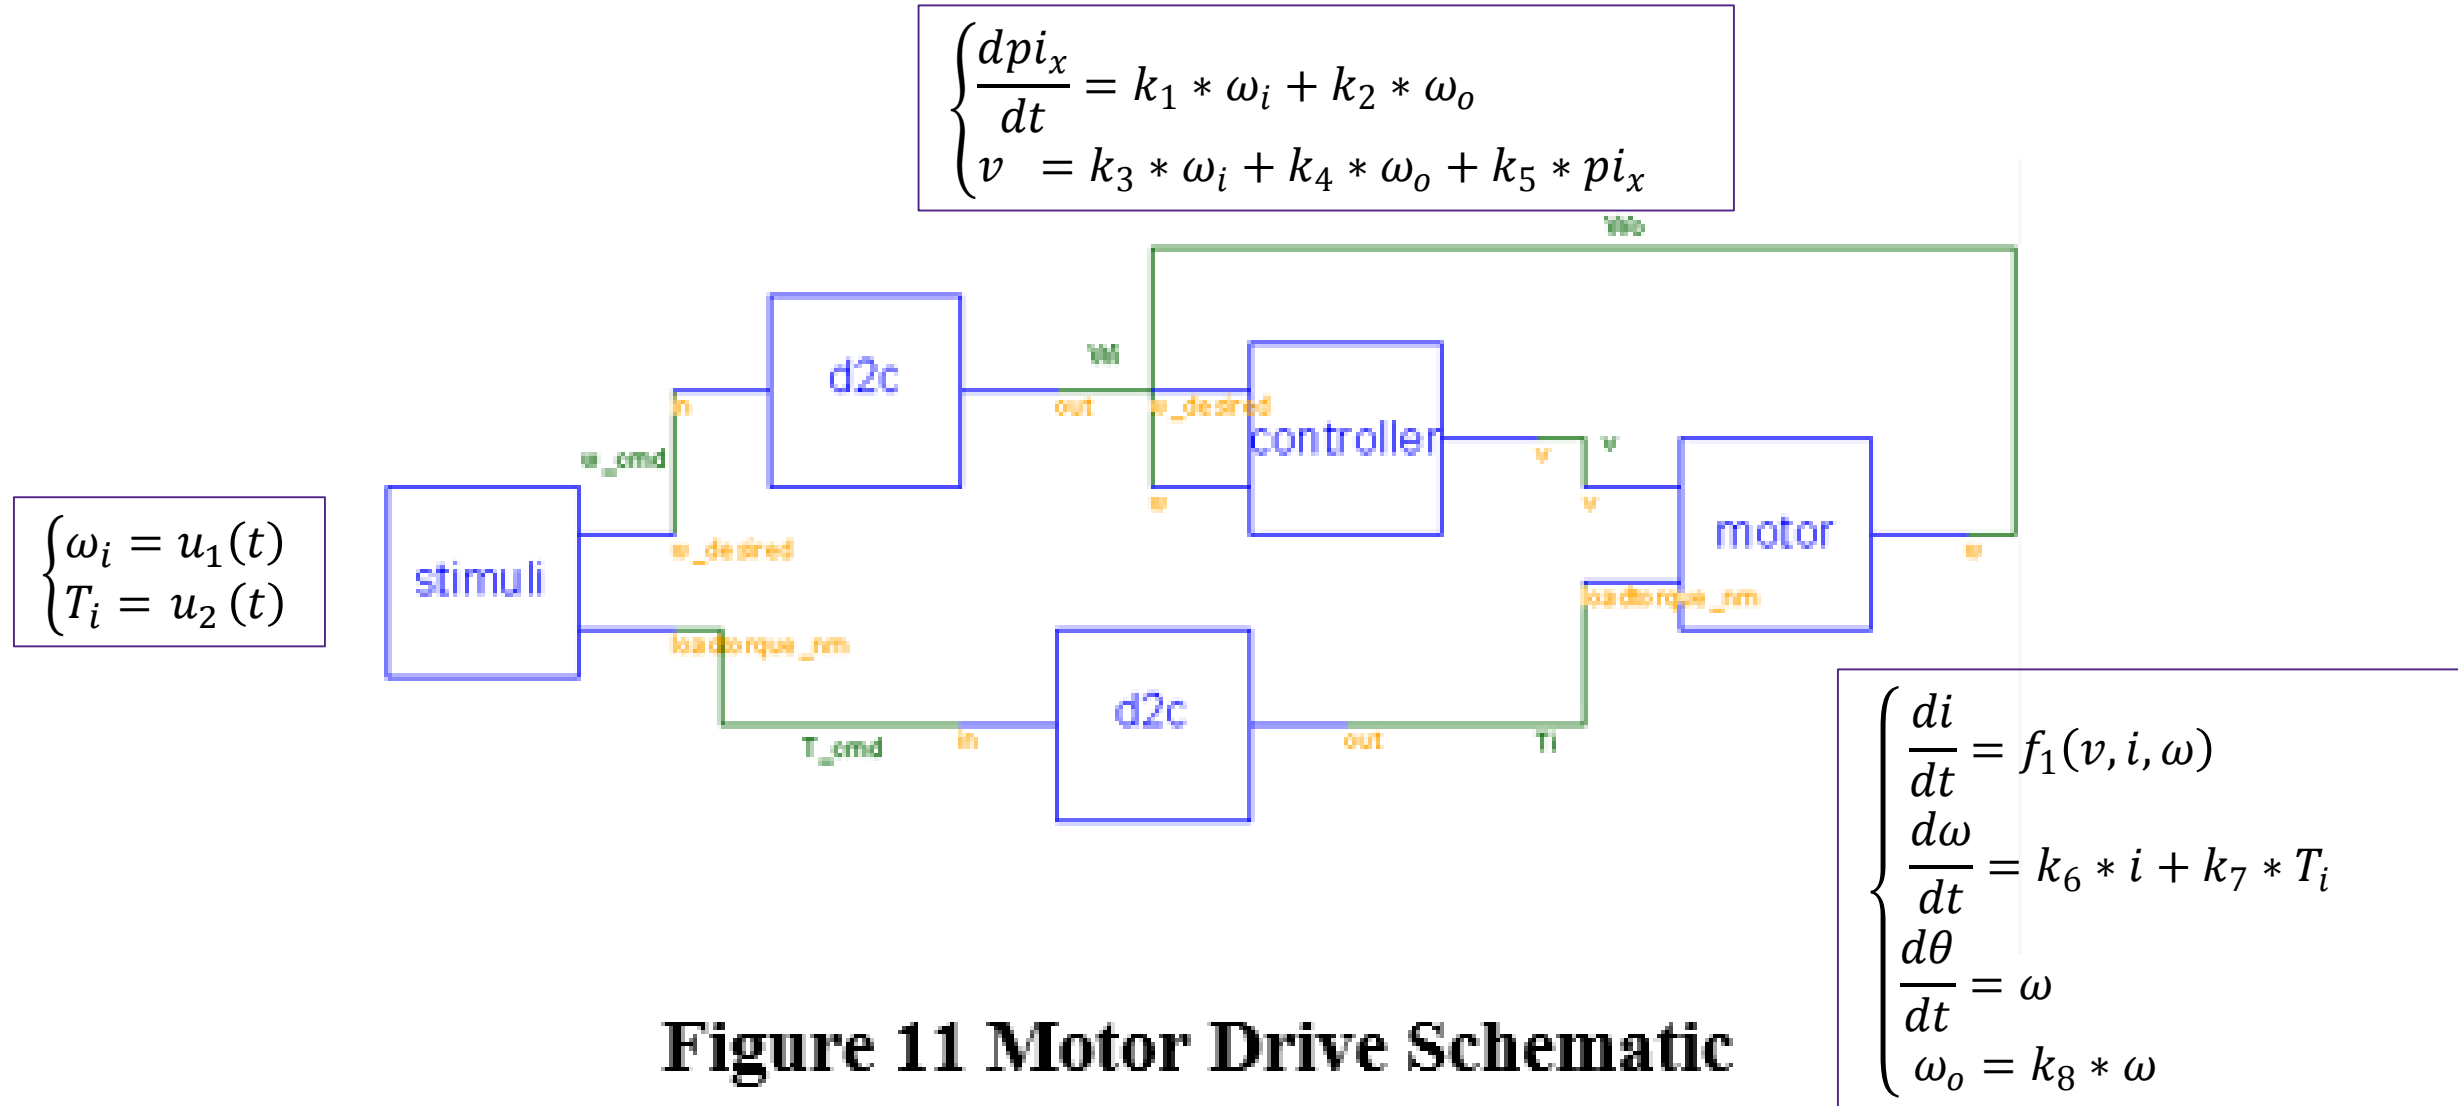 dpi_x/dt = k_1 * ω_i + k_2 * ω_o
v = k_3 * ω_i + k_4 * ω_o + k_5 * pi_x
Wo
d2c
Wi
in
out
w_desired
controller
w_cmd
v
v
v
w
motor
ω_i = u_1(t)
T_i = u_2 (t)
stimuli
w_desired
w
loadtorque_nm
loadtorque_nm
d2c
T_cmd
in
out
Ti
di/dt = f_1(v, i, ω)
dω/dt = k_6 * i + k_7 * T_i
dθ/dt = ω
ω_o = k_8 * ω
Figure 11 Motor Drive Schematic